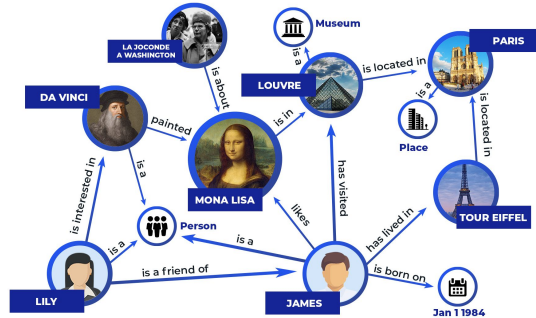 Museum
PARIS
LA JOCONDE
A WASHINGTON
is a
is located in
LOUVRE
is about
is a
DA VINCI
painted
is in
is located in
Place
is a
MONA LISA
has visited
is interested in
likes
TOUR EIFFEL
Person
is a
is a
has lived in
is a friend of
is born on
LILY
JAMES
Jan 1 1984